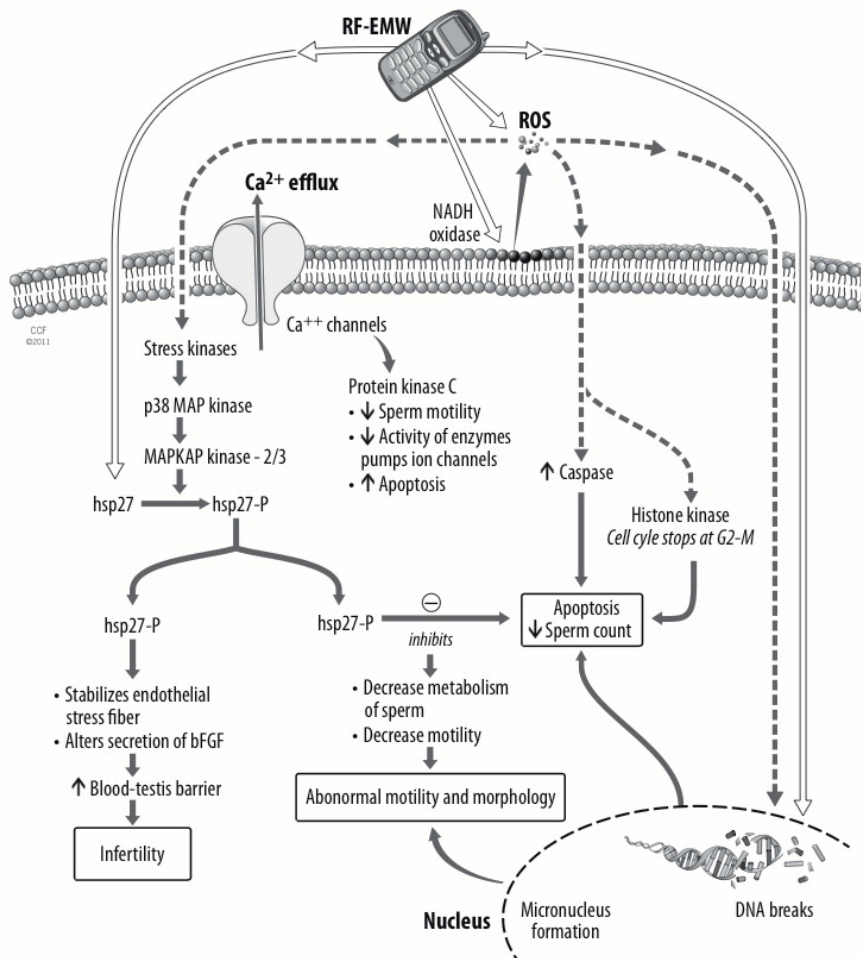 RF-EMW
ROS
Ca2+ efflux
NADH
oxidase
CCF
©2011
Ca++ channels
Stress kinases
p38 MAP kinase
MAPKAP kinase - 2/3
hsp27
hsp27-P
Protein kinase C
• ↓ Sperm motility
• ↓ Activity of enzymes
pumps ion channels
• ↑ Apoptosis
↑ Caspase
Histone kinase
Cell cyle stops at G2-M
hsp27-P
hsp27-P
−
inhibits
Apoptosis
↓ Sperm count
• Stabilizes endothelial
stress fiber
• Alters secretion of bFGF
↑ Blood-testis barrier
Infertility
• Decrease metabolism
of sperm
• Decrease motility
Abonormal motility and morphology
Nucleus
Micronucleus
formation
DNA breaks